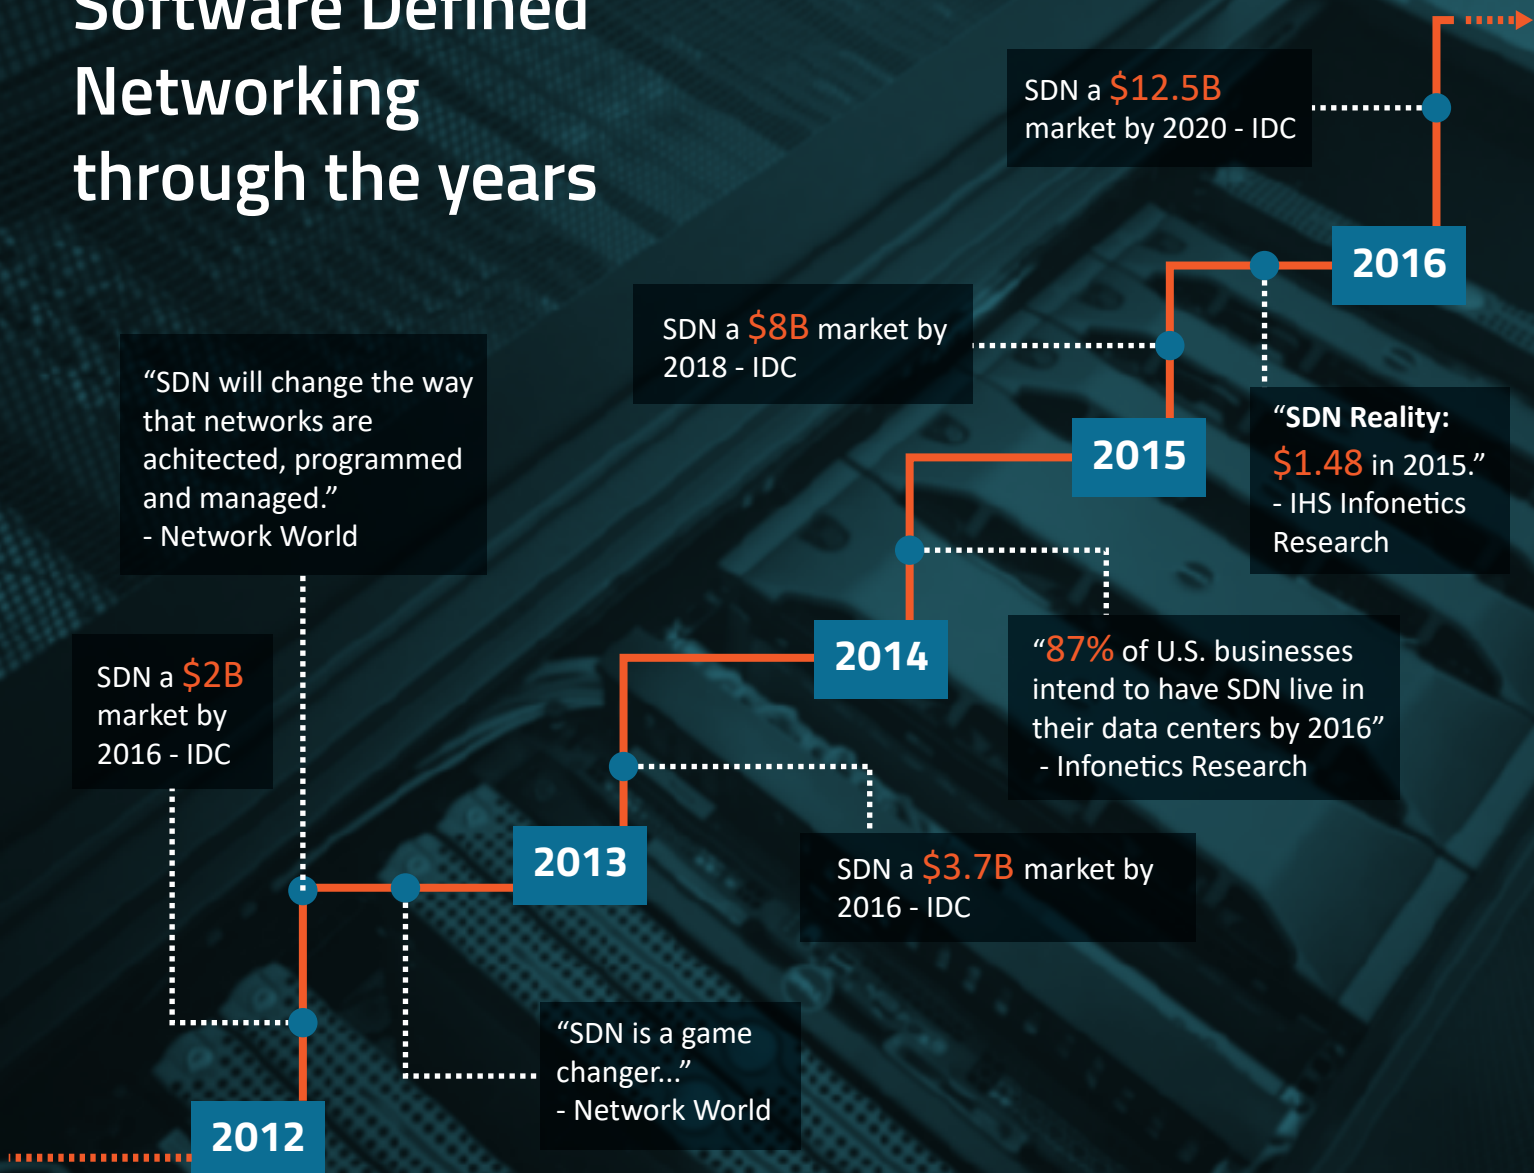 Software Defined
Networking
through the years
SDN a $12.5B
market by 2020 - IDC
2016
SDN a $8B market by
2018 - IDC
“SDN Reality:
$1.48 in 2015.”
- IHS Infonetics
Research
2015
“SDN will change the way
that networks are
achitected, programmed
and managed.”
- Network World
2014
“87% of U.S. businesses
intend to have SDN live in
their data centers by 2016”
- Infonetics Research
SDN a $2B
market by
2016 - IDC
2013
SDN a $3.7B market by
2016 - IDC
“SDN is a game
changer...”
- Network World
2012